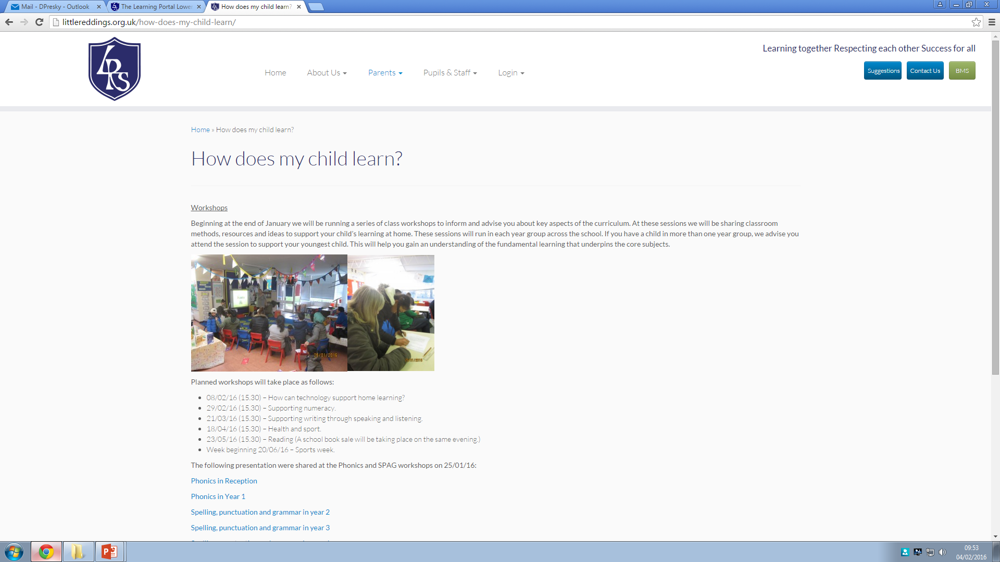 Mail - DPresky - Outlook
The Learning Portal Lower
How does my child learn?
littlereddings.org.uk/how-does-my-child-learn/
LRS
Learning together Respecting each other Success for all
Home
About Us
Parents
Pupils & Staff
Login
Suggestions
Contact Us
BMS
Home » How does my child learn?
How does my child learn?
Workshops
Beginning at the end of January we will be running a series of class workshops to inform and advise you about key aspects of the curriculum. At these sessions we will be sharing classroom
methods, resources and ideas to support your child’s learning at home. These sessions will run in each year group across the school. If you have a child in more than one year group, we advise you
attend the session to support your youngest child. This will help you gain an understanding of the fundamental learning that underpins the core subjects.
25/01/2016
Planned workshops will take place as follows:
08/02/16 (15.30) – How can technology support home learning?
29/02/16 (15.30) – Supporting numeracy.
21/03/16 (15.30) – Supporting writing through speaking and listening.
18/04/16 (15.30) – Health and sport.
23/05/16 (15.30) – Reading (A school book sale will be taking place on the same evening.)
Week beginning 20/06/16 – Sports week.
The following presentation were shared at the Phonics and SPAG workshops on 25/01/16:
Phonics in Reception
Phonics in Year 1
Spelling, punctuation and grammar in year 2
Spelling, punctuation and grammar in year 3
09:53
04/02/2016